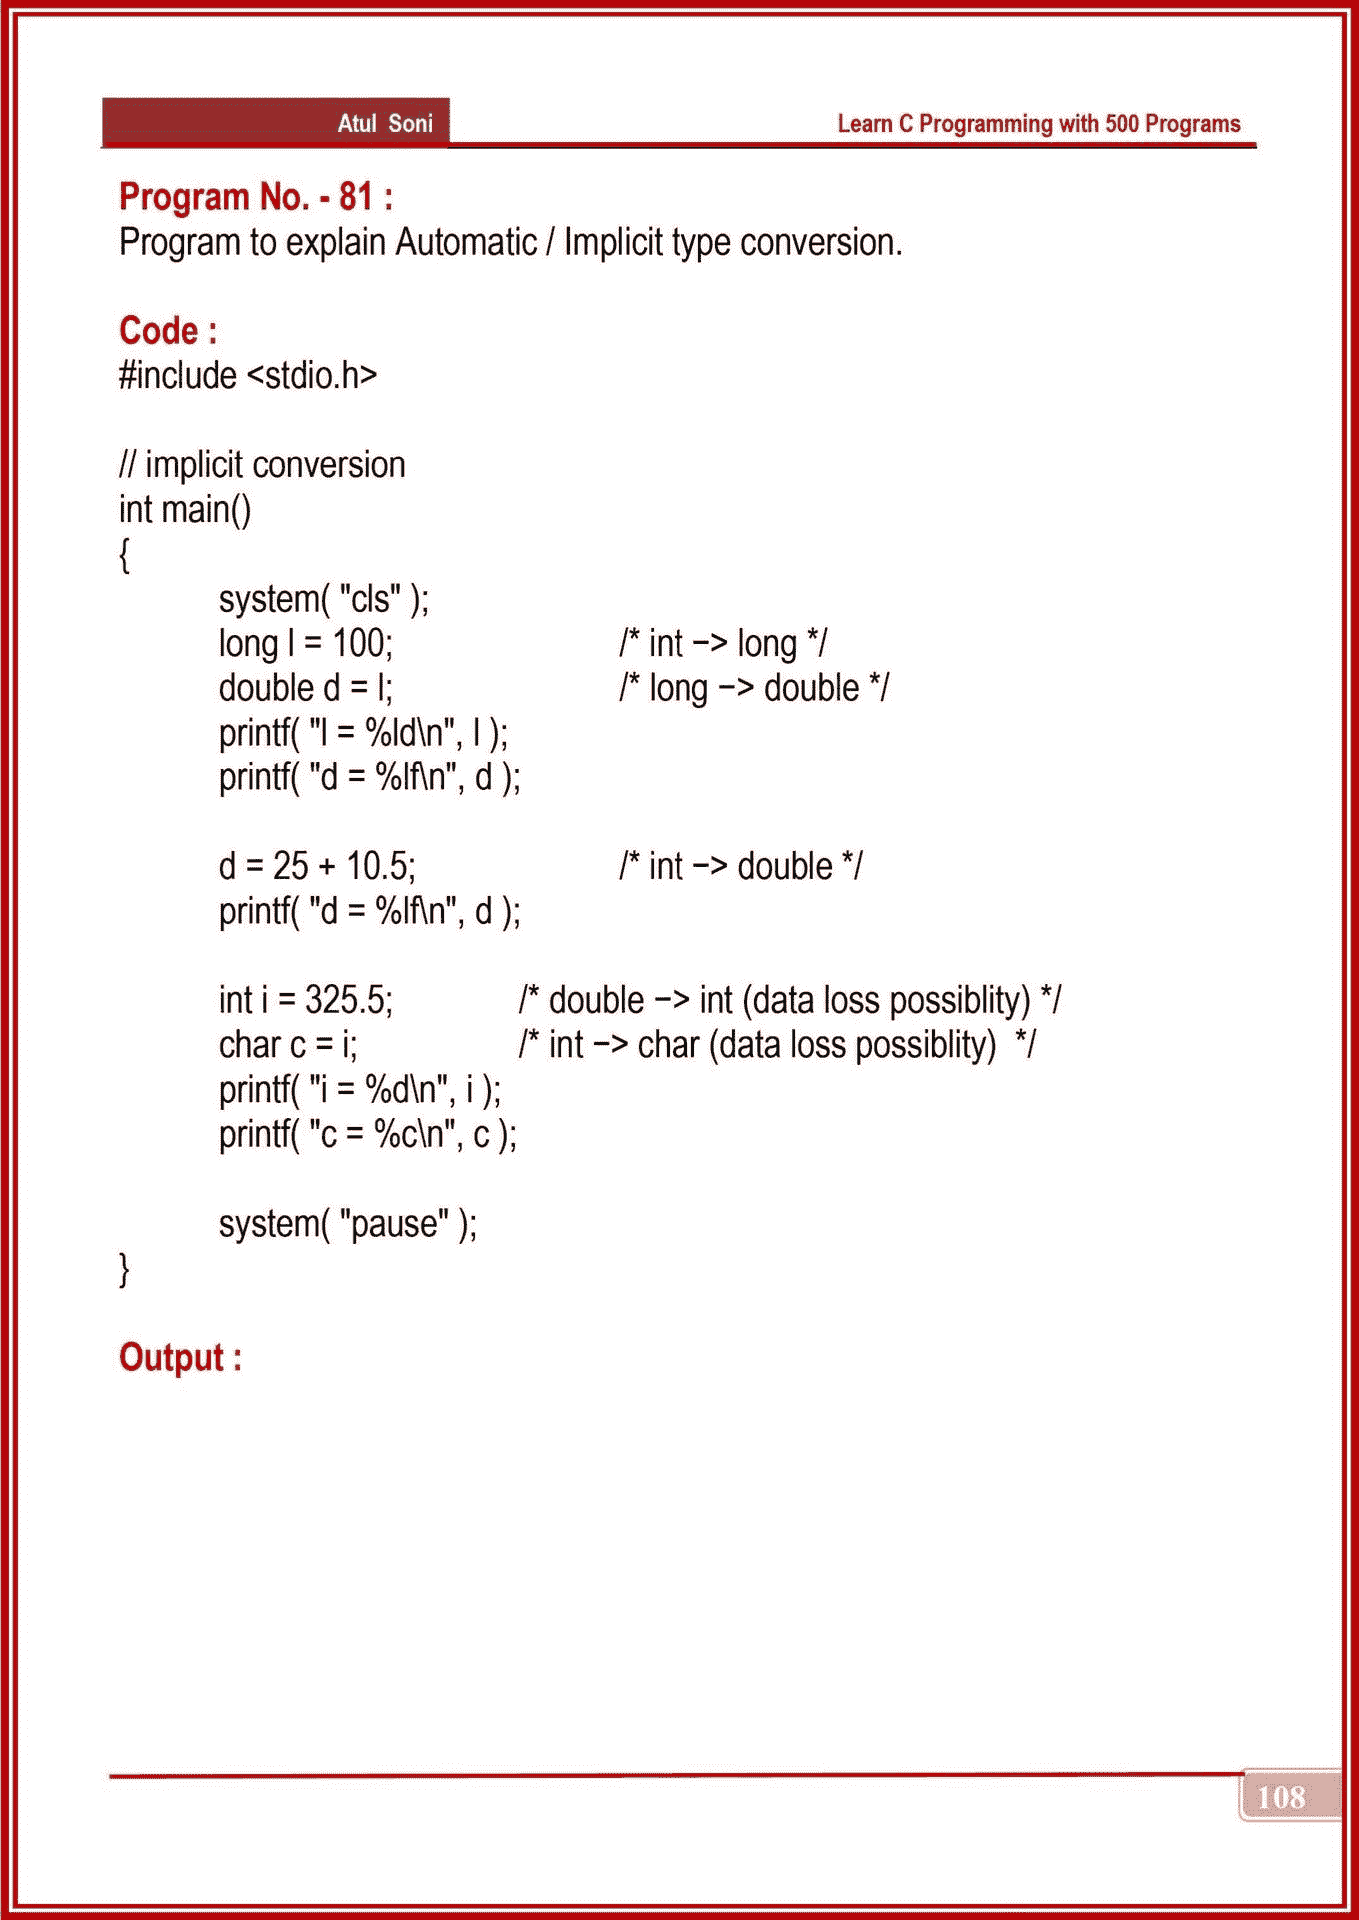 Atul  Soni
Learn C Programming with 500 Programs
Program No. - 81 :
Program to explain Automatic / Implicit type conversion.
Code :
#include <stdio.h>
// implicit conversion
int main()
{
system( "cls" );
long l = 100; /* int −> long */
double d = l; /* long −> double */
printf( "l = %ld\n", l );
printf( "d = %lf\n", d );
d = 25 + 10.5; /* int −> double */
printf( "d = %lf\n", d );
int i = 325.5; /* double −> int (data loss possiblity) */
char c = i; /* int −> char (data loss possiblity)  */
printf( "i = %d\n", i );
printf( "c = %c\n", c );
system( "pause" );
}
Output :
108